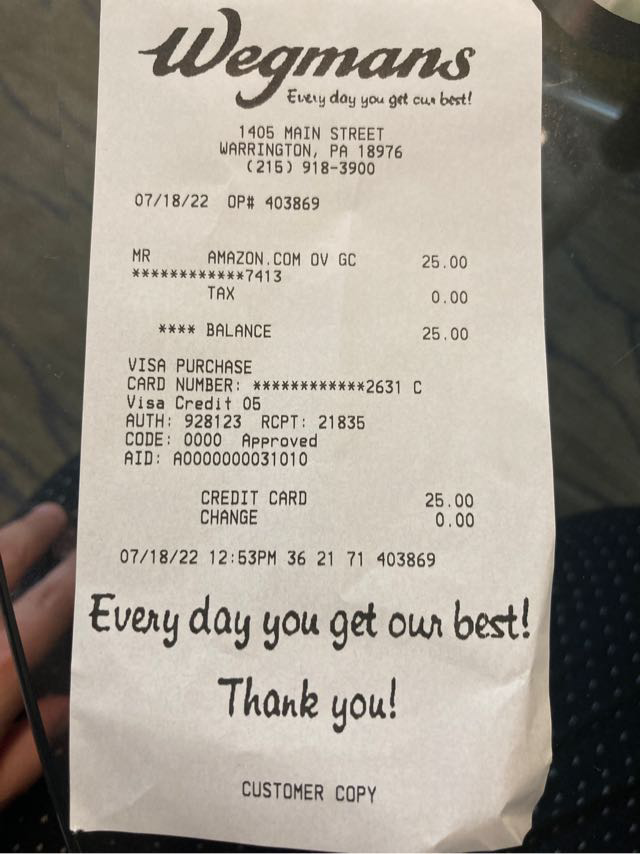 Wegmans
Every day you get our best!
1405 MAIN STREET
WARRINGTON, PA 18976
(215) 918-3900
07/18/22 OP# 403869
MR AMAZON.COM OV GC 25.00
************7413
TAX 0.00
**** BALANCE 25.00
VISA PURCHASE
CARD NUMBER: ************2631 C
Visa Credit 05
AUTH: 928123 RCPT: 21835
CODE: 0000 Approved
AID: A0000000031010
CREDIT CARD 25.00
CHANGE 0.00
07/18/22 12:53PM 36 21 71 403869
Every day you get our best!
Thank you!
CUSTOMER COPY